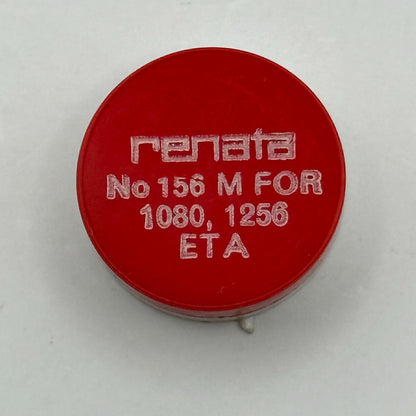 renata
No 156 M FOR
1080, 1256
ETA